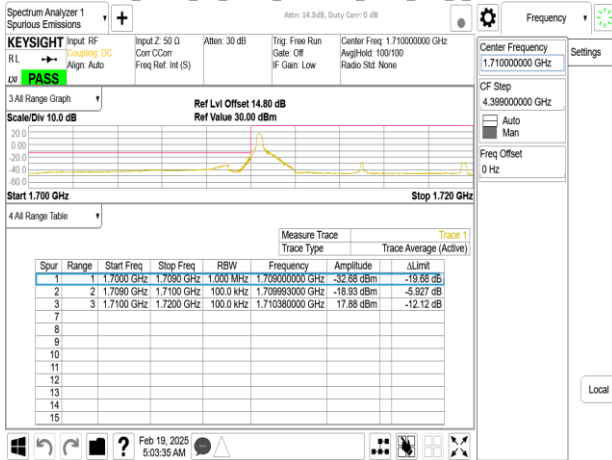 Spectrum Analyzer 1
Spurious Emissions
+
Attn: 14.8dB, Duty Corr: 0 dB
Frequency
KEYSIGHT
RL
PASS
Input: RF
Coupling: DC
Align: Auto
Input Z: 50 Ω
Corr CCorr
Freq Ref: Int (S)
Atten: 30 dB
Trig: Free Run
Gate: Off
IF Gain: Low
Center Freq: 1.710000000 GHz
Avg|Hold: 100/100
Radio Std: None
Center Frequency
1.710000000 GHz
Settings
CF Step
4.399000000 GHz
Auto
Man
Freq Offset
0 Hz
3 All Range Graph
Scale/Div 10.0 dB
Ref Lvl Offset 14.80 dB
Ref Value 30.00 dBm
20.0
0.00
-20.0
-40.0
-60.0
Start 1.700 GHz
Stop 1.720 GHz
4 All Range Table
Measure Trace Trace 1
Trace Type Trace Average (Active)
Spur Range Start Freq Stop Freq RBW Frequency Amplitude ΔLimit
1 1 1.7000 GHz 1.7090 GHz 1.000 MHz 1.709000000 GHz -32.68 dBm -19.68 dB
2 2 1.7090 GHz 1.7100 GHz 100.0 kHz 1.709993000 GHz -18.93 dBm -5.927 dB
3 3 1.7100 GHz 1.7200 GHz 100.0 kHz 1.710380000 GHz 17.88 dBm -12.12 dB
7
8
9
10
11
12
13
14
15
Local
?
Feb 19, 2025
5:03:35 AM